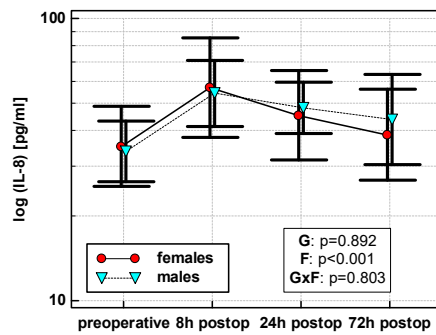 log (IL-8) [pg/ml]
100
10
females
males
G: p=0.892
F: p<0.001
GxF: p=0.803
preoperative 8h postop 24h postop 72h postop